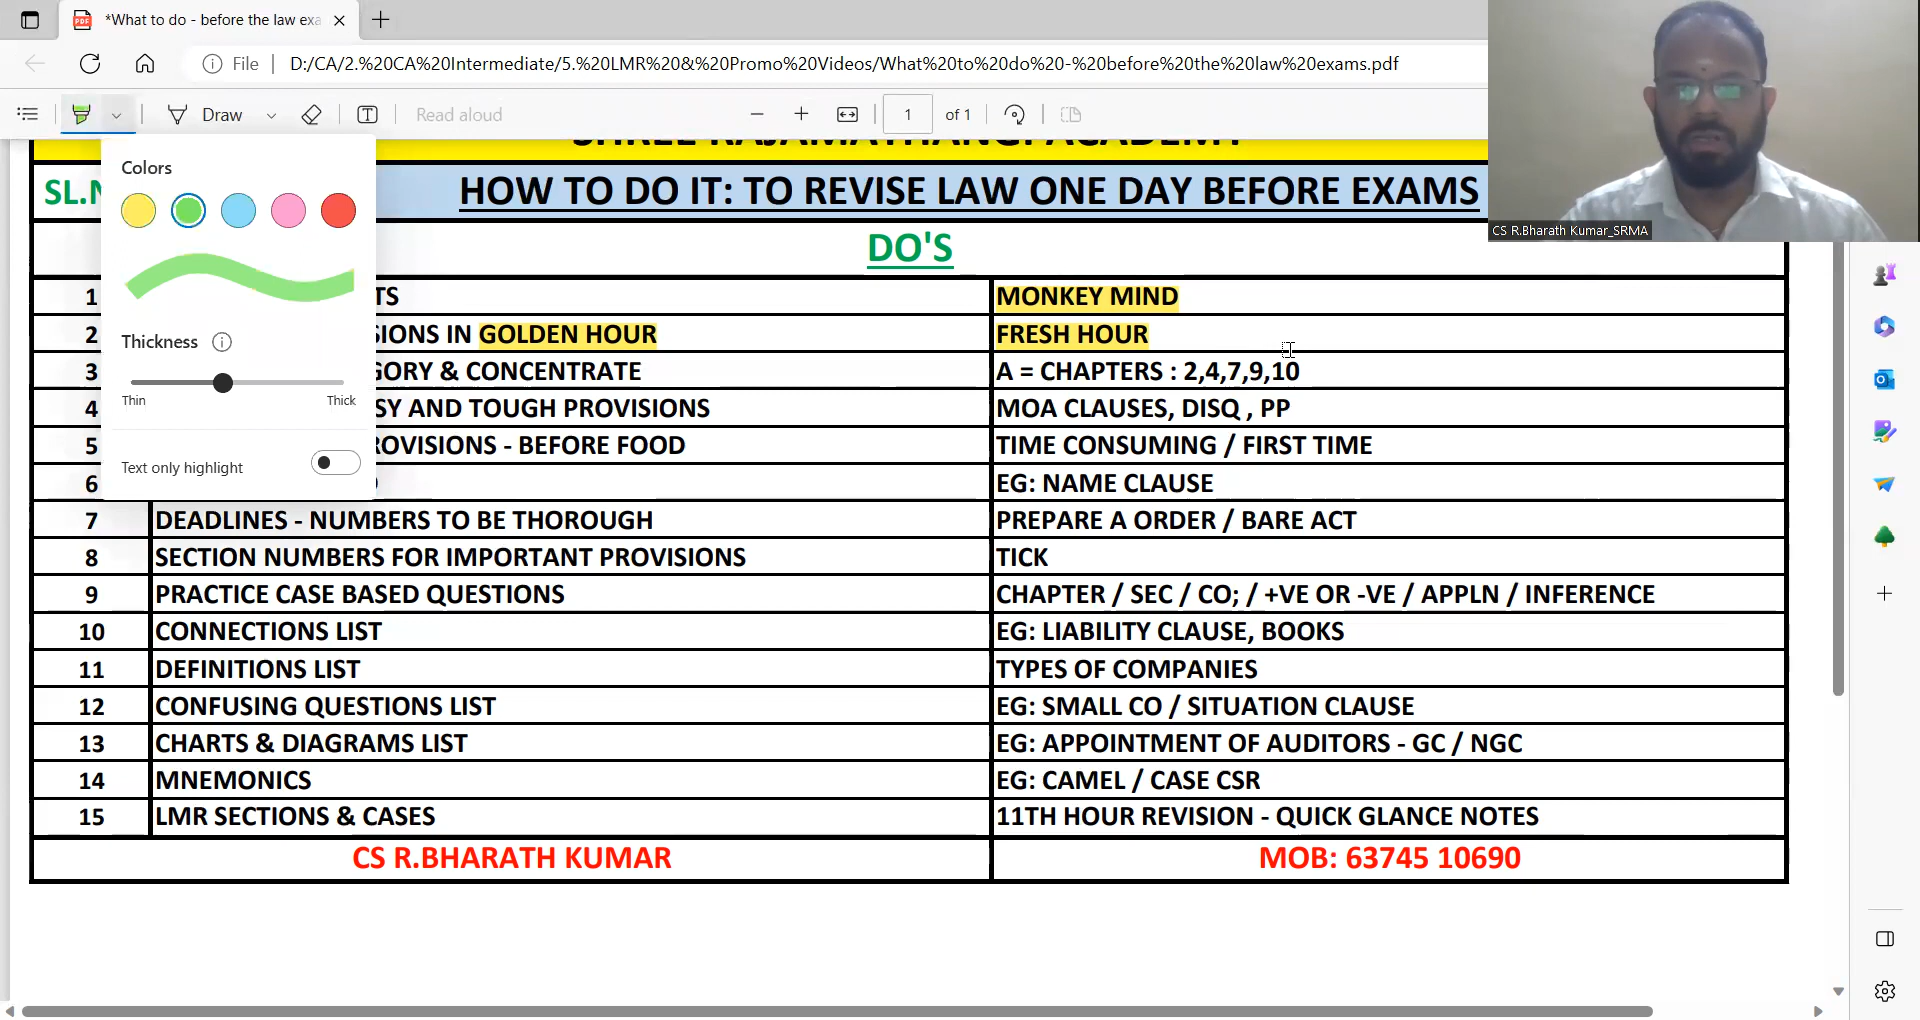 *What to do - before the law exa
File
D:/CA/2.%20CA%20Intermediate/5.%20LMR%20&%20Promo%20Videos/What%20to%20do%20-%20before%20the%20law%20exams.pdf
Draw
Read aloud
1 of 1
SHREE RAJAMATHANGI ACADEMY
SL.N HOW TO DO IT: TO REVISE LAW ONE DAY BEFORE EXAMS
CS R.Bharath Kumar_SRMA
Colors
Thickness
Thin Thick
Text only highlight
DO'S
1 TS MONKEY MIND
2 IONS IN GOLDEN HOUR FRESH HOUR
3 GORY & CONCENTRATE A = CHAPTERS : 2,4,7,9,10
4 SY AND TOUGH PROVISIONS MOA CLAUSES, DISQ , PP
5 ROVISIONS - BEFORE FOOD TIME CONSUMING / FIRST TIME
6 EG: NAME CLAUSE
7 DEADLINES - NUMBERS TO BE THOROUGH PREPARE A ORDER / BARE ACT
8 SECTION NUMBERS FOR IMPORTANT PROVISIONS TICK
9 PRACTICE CASE BASED QUESTIONS CHAPTER / SEC / CO; / +VE OR -VE / APPLN / INFERENCE
10 CONNECTIONS LIST EG: LIABILITY CLAUSE, BOOKS
11 DEFINITIONS LIST TYPES OF COMPANIES
12 CONFUSING QUESTIONS LIST EG: SMALL CO / SITUATION CLAUSE
13 CHARTS & DIAGRAMS LIST EG: APPOINTMENT OF AUDITORS - GC / NGC
14 MNEMONICS EG: CAMEL / CASE CSR
15 LMR SECTIONS & CASES 11TH HOUR REVISION - QUICK GLANCE NOTES
CS R.BHARATH KUMAR MOB: 63745 10690